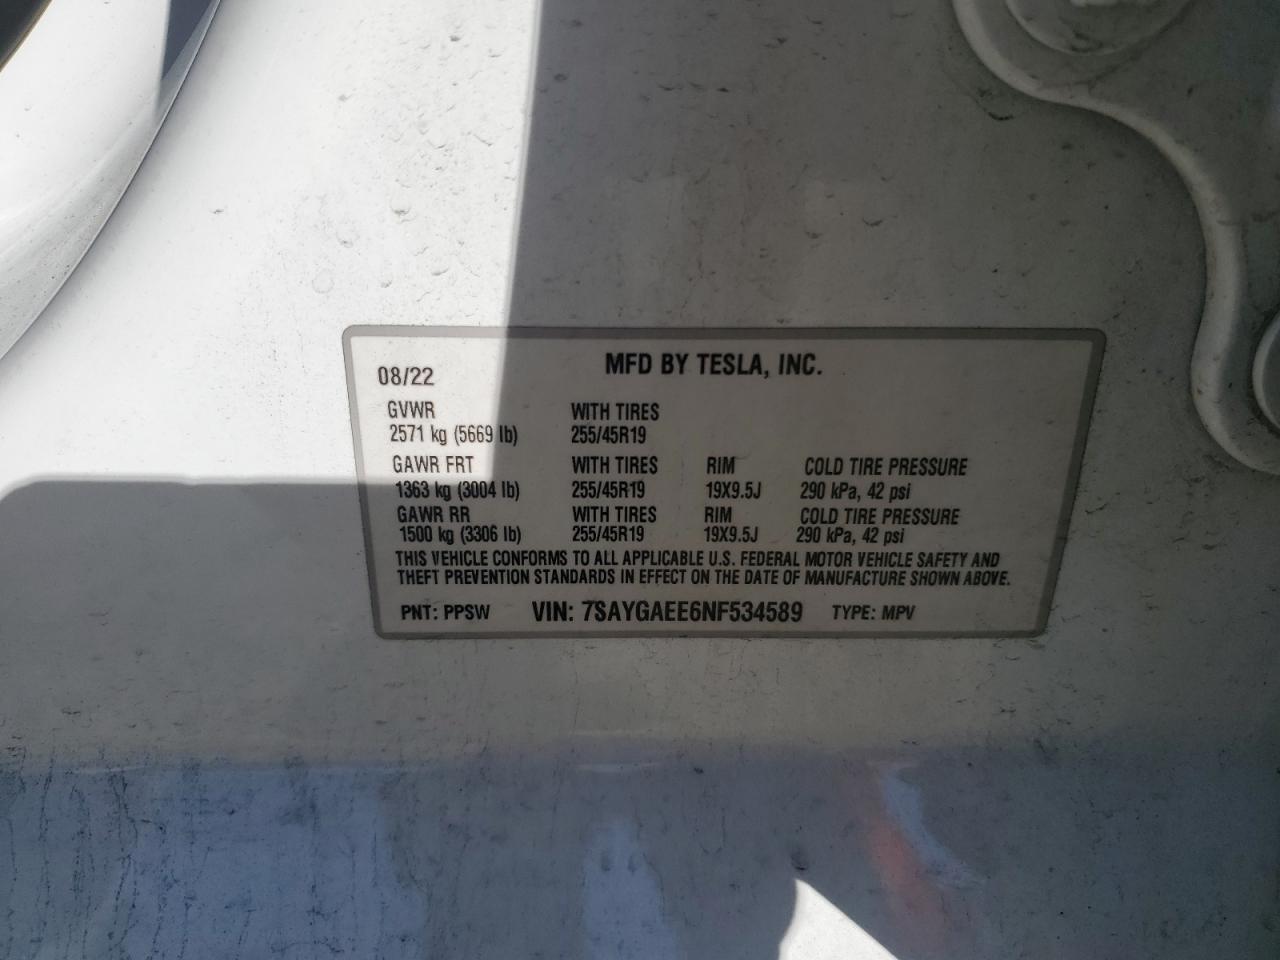 MFD BY TESLA, INC.
08/22
GVWR WITH TIRES
2571 kg (5669 lb) 255/45R19
GAWR FRT WITH TIRES RIM COLD TIRE PRESSURE
1363 kg (3004 lb) 255/45R19 19X9.5J 290 kPa, 42 psi
GAWR RR WITH TIRES RIM COLD TIRE PRESSURE
1500 kg (3306 lb) 255/45R19 19X9.5J 290 kPa, 42 psi
THIS VEHICLE CONFORMS TO ALL APPLICABLE U.S. FEDERAL MOTOR VEHICLE SAFETY AND
THEFT PREVENTION STANDARDS IN EFFECT ON THE DATE OF MANUFACTURE SHOWN ABOVE.
PNT: PPSW VIN: 7SAYGAEE6NF534589 TYPE: MPV